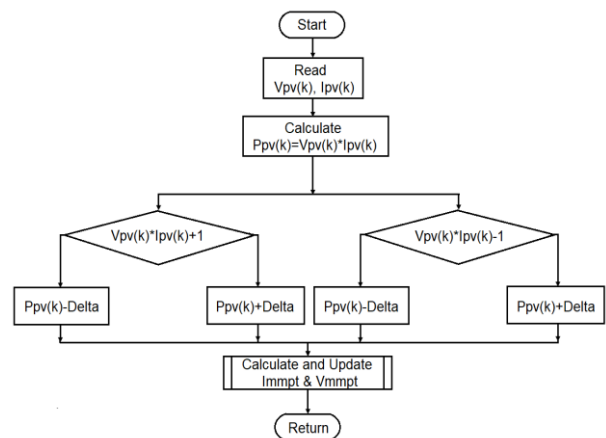 Start
Read
Vpv(k), Ipv(k)
Calculate
Ppv(k)=Vpv(k)*Ipv(k)
Vpv(k)*Ipv(k)+1
Vpv(k)*Ipv(k)-1
Ppv(k)-Delta
Ppv(k)+Delta
Ppv(k)-Delta
Ppv(k)+Delta
Calculate and Update
Immpt & Vmmpt
Return